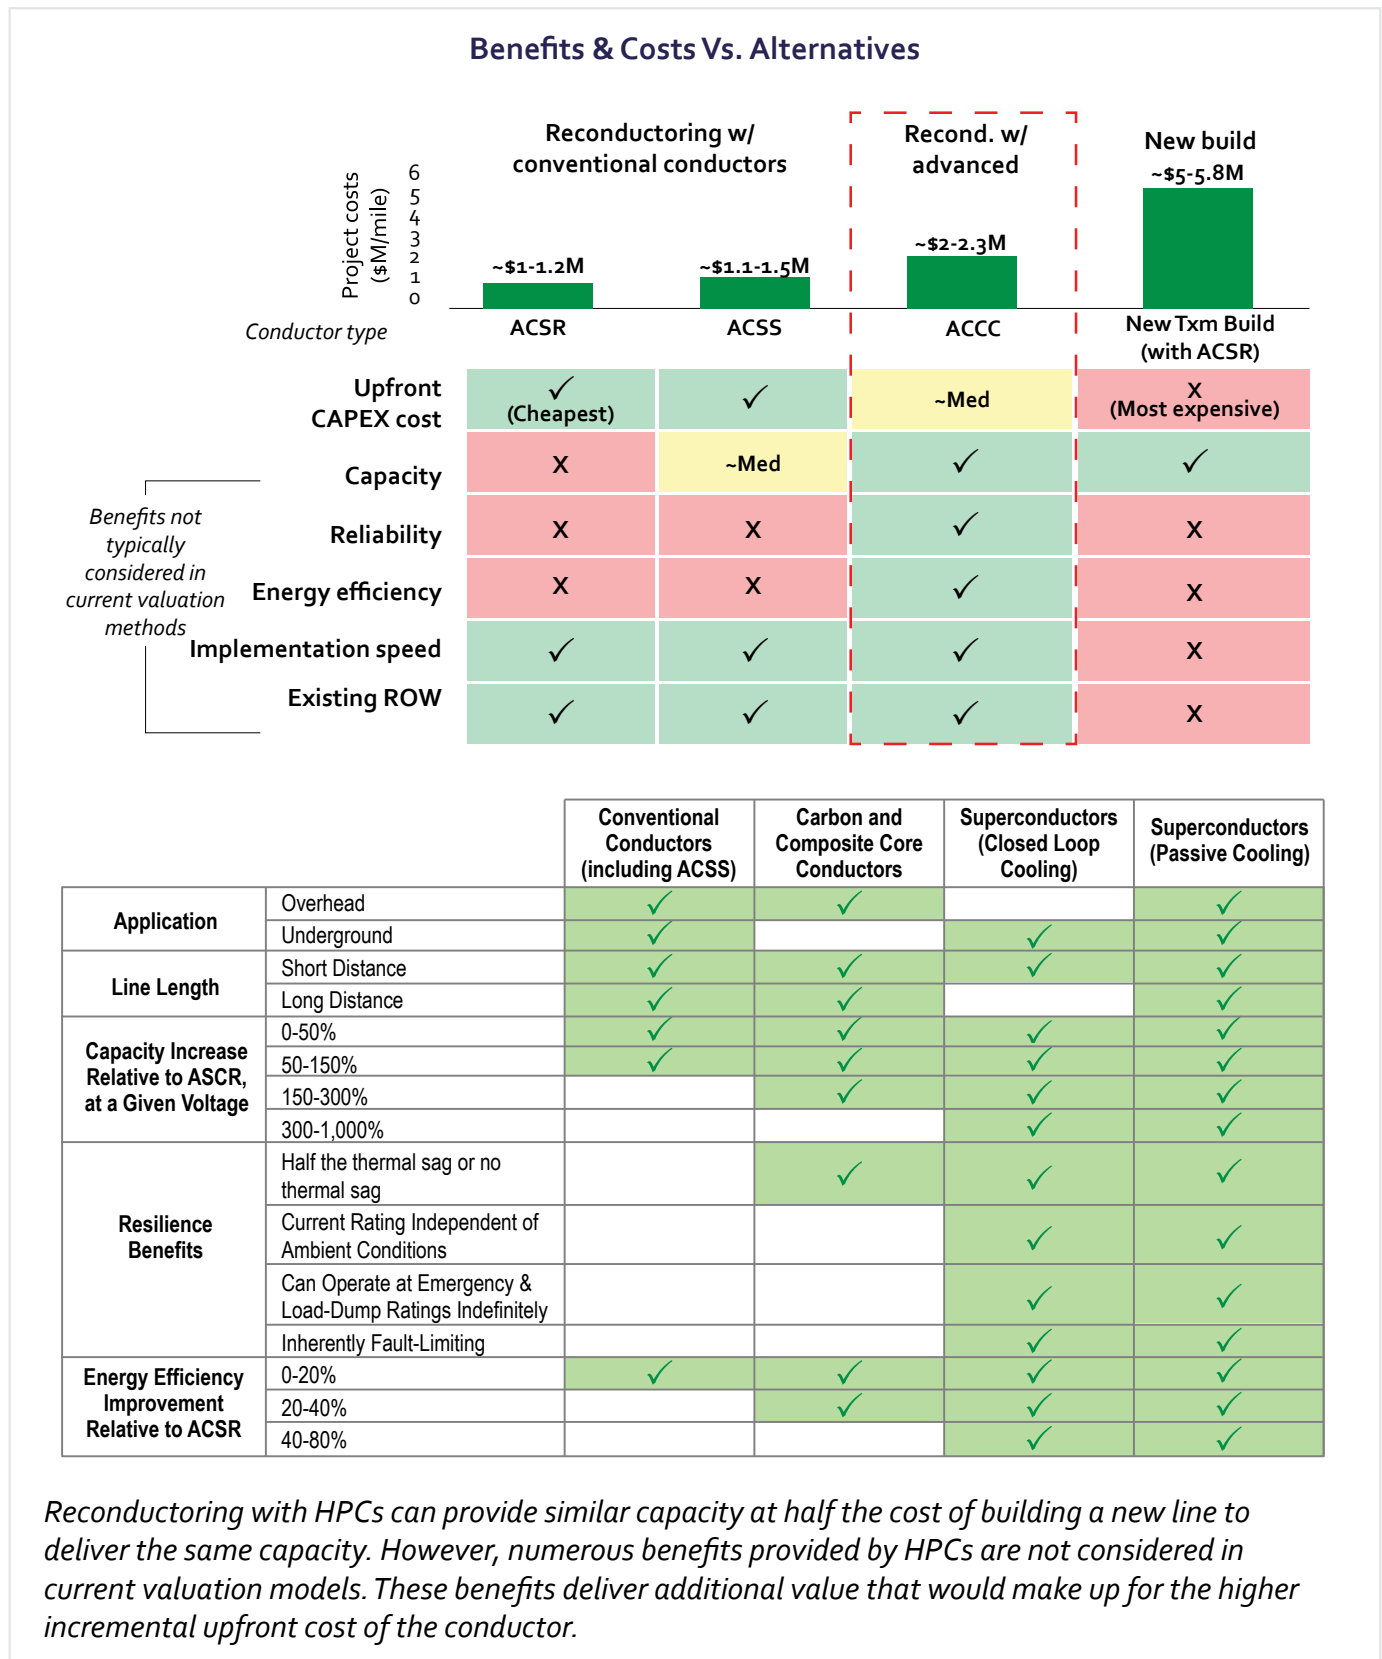 Benefits & Costs Vs. Alternatives
Reconductoring w/
conventional conductors
Recond. w/
advanced
New build
Project costs
($M/mile)
6
5
4
3
2
1
0
~$1-1.2M
~$1.1-1.5M
~$2-2.3M
~$5-5.8M
Conductor type
ACSR
ACSS
ACCC
New Txm Build
(with ACSR)
Upfront
CAPEX cost
✓
(Cheapest)
✓
~Med
X
(Most expensive)
Capacity
X
~Med
✓
✓
Benefits not
typically
considered in
current valuation
methods
Reliability
X
X
✓
X
Energy efficiency
X
X
✓
X
Implementation speed
✓
✓
✓
X
Existing ROW
✓
✓
✓
X
Conventional
Conductors
(including ACSS)
Carbon and
Composite Core
Conductors
Superconductors
(Closed Loop
Cooling)
Superconductors
(Passive Cooling)
Application
Overhead
✓
✓
✓
Underground
✓
✓
✓
Line Length
Short Distance
✓
✓
✓
✓
Long Distance
✓
✓
✓
Capacity Increase
Relative to ASCR,
at a Given Voltage
0-50%
✓
✓
✓
✓
50-150%
✓
✓
✓
✓
150-300%
✓
✓
✓
300-1,000%
✓
✓
Resilience
Benefits
Half the thermal sag or no
thermal sag
✓
✓
✓
Current Rating Independent of
Ambient Conditions
✓
✓
Can Operate at Emergency &
Load-Dump Ratings Indefinitely
✓
✓
Inherently Fault-Limiting
✓
✓
Energy Efficiency
Improvement
Relative to ACSR
0-20%
✓
✓
✓
✓
20-40%
✓
✓
✓
40-80%
✓
✓
Reconductoring with HPCs can provide similar capacity at half the cost of building a new line to
deliver the same capacity. However, numerous benefits provided by HPCs are not considered in
current valuation models. These benefits deliver additional value that would make up for the higher
incremental upfront cost of the conductor.